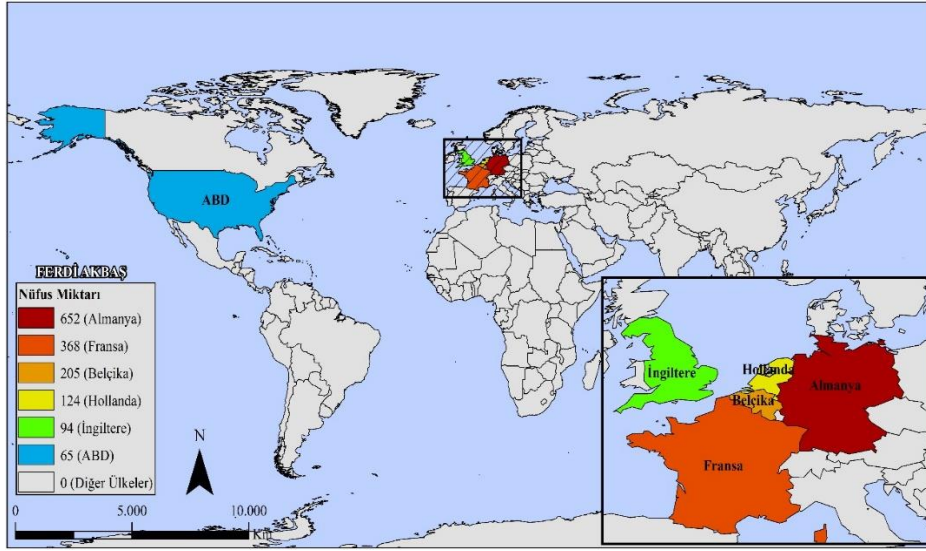 ABD
FERDİ AKBAŞ
Nüfus Miktarı
652 (Almanya)
368 (Fransa)
205 (Belçika)
124 (Hollanda)
94 (İngiltere)
65 (ABD)
0 (Diğer Ülkeler)
N
0 5.000 10.000
Km
İngiltere
Hollanda
Almanya
Belçika
Fransa